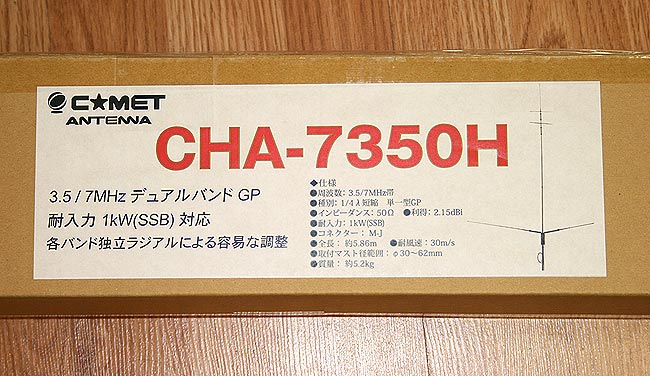 C★MET
ANTENNA
CHA-7350H
3.5 / 7MHz デュアルバンド GP
耐入力 1kW(SSB) 対応
各バンド独立ラジアルによる容易な調整
◆仕様
●周波数: 3.5/7MHz帯
●種別: 1/4λ短縮 単一型GP
●インピーダンス: 50Ω ●利得: 2.15dBi
●耐入力: 1kW(SSB)
●コネクター: M-J
●全長: 約5.86m ●耐風速: 30m/s
●取付マスト径範囲: φ30〜62mm
●質量: 約5.2kg